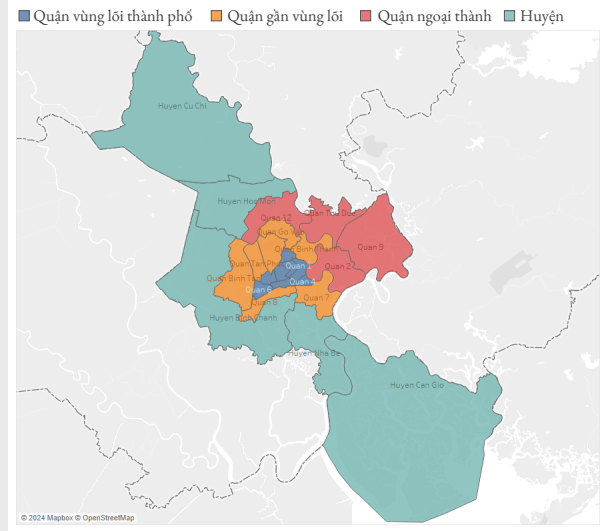 Quận vùng lõi thành phố Quận gần vùng lõi Quận ngoại thành Huyện
Huyen Cu Chi
Huyen Hoc Mon
Quan 12
Quan Thu Duc
Quan Go Vap
Quan Binh Thanh
Quan 9
Quan Tan Phu
Quan 2
Quan Binh Tan
Quan 4
Quan 5
Quan 7
Quan 8
Huyen Binh Chanh
Huyen Nha Be
Huyen Can Gio
© 2024 Mapbox © OpenStreetMap